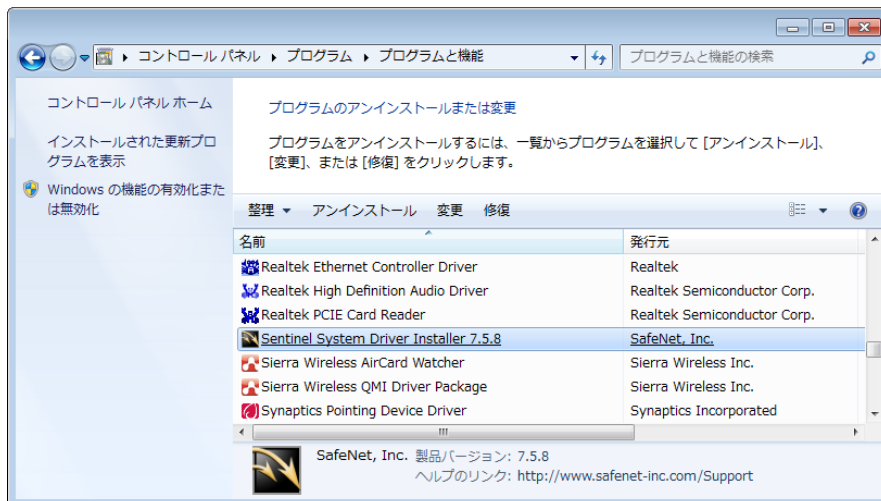 コントロール パネル ▸ プログラム ▸ プログラムと機能
プログラムと機能の検索
コントロール パネル ホーム
インストールされた更新プロ
グラムを表示
Windows の機能の有効化また
は無効化
プログラムのアンインストールまたは変更
プログラムをアンインストールするには、一覧からプログラムを選択して [アンインストール]、
[変更]、または [修復] をクリックします。
整理 アンインストール 変更 修復
名前 発行元
Realtek Ethernet Controller Driver Realtek
Realtek High Definition Audio Driver Realtek Semiconductor Corp.
Realtek PCIE Card Reader Realtek Semiconductor Corp.
Sentinel System Driver Installer 7.5.8 SafeNet, Inc.
Sierra Wireless AirCard Watcher Sierra Wireless Inc.
Sierra Wireless QMI Driver Package Sierra Wireless Inc.
Synaptics Pointing Device Driver Synaptics Incorporated
SafeNet, Inc. 製品バージョン: 7.5.8
ヘルプのリンク: http://www.safenet-inc.com/Support